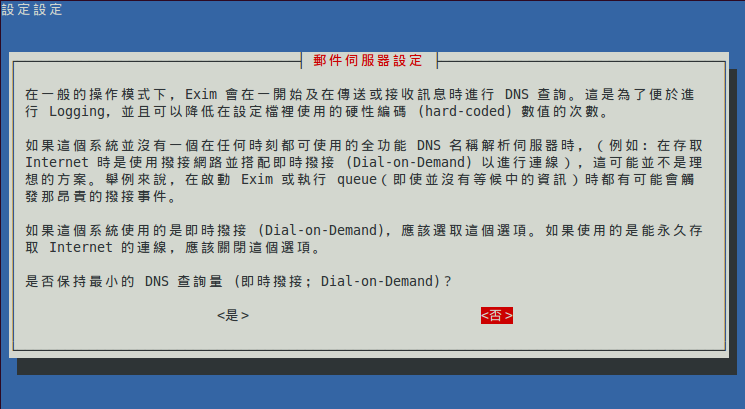 設定設定
郵件伺服器設定
在一般的操作模式下，Exim 會在一開始及在傳送或接收訊息時進行 DNS 查詢。這是為了便於進
行 Logging，並且可以降低在設定檔裡使用的硬性編碼 (hard-coded) 數值的次數。
如果這個系統並沒有一個在任何時刻都可使用的全功能 DNS 名稱解析伺服器時，（例如：在存取
Internet 時是使用撥接網路並搭配即時撥接 (Dial-on-Demand) 以進行連線），這可能並不是理
想的方案。舉例來說，在啟動 Exim 或執行 queue（即使並沒有等候中的資訊）時都有可能會觸
發那昂貴的撥接事件。
如果這個系統使用的是即時撥接 (Dial-on-Demand)，應該選取這個選項。如果使用的是能永久存
取 Internet 的連線，應該關閉這個選項。
是否保持最小的 DNS 查詢量 (即時撥接；Dial-on-Demand)？
<是> <否>